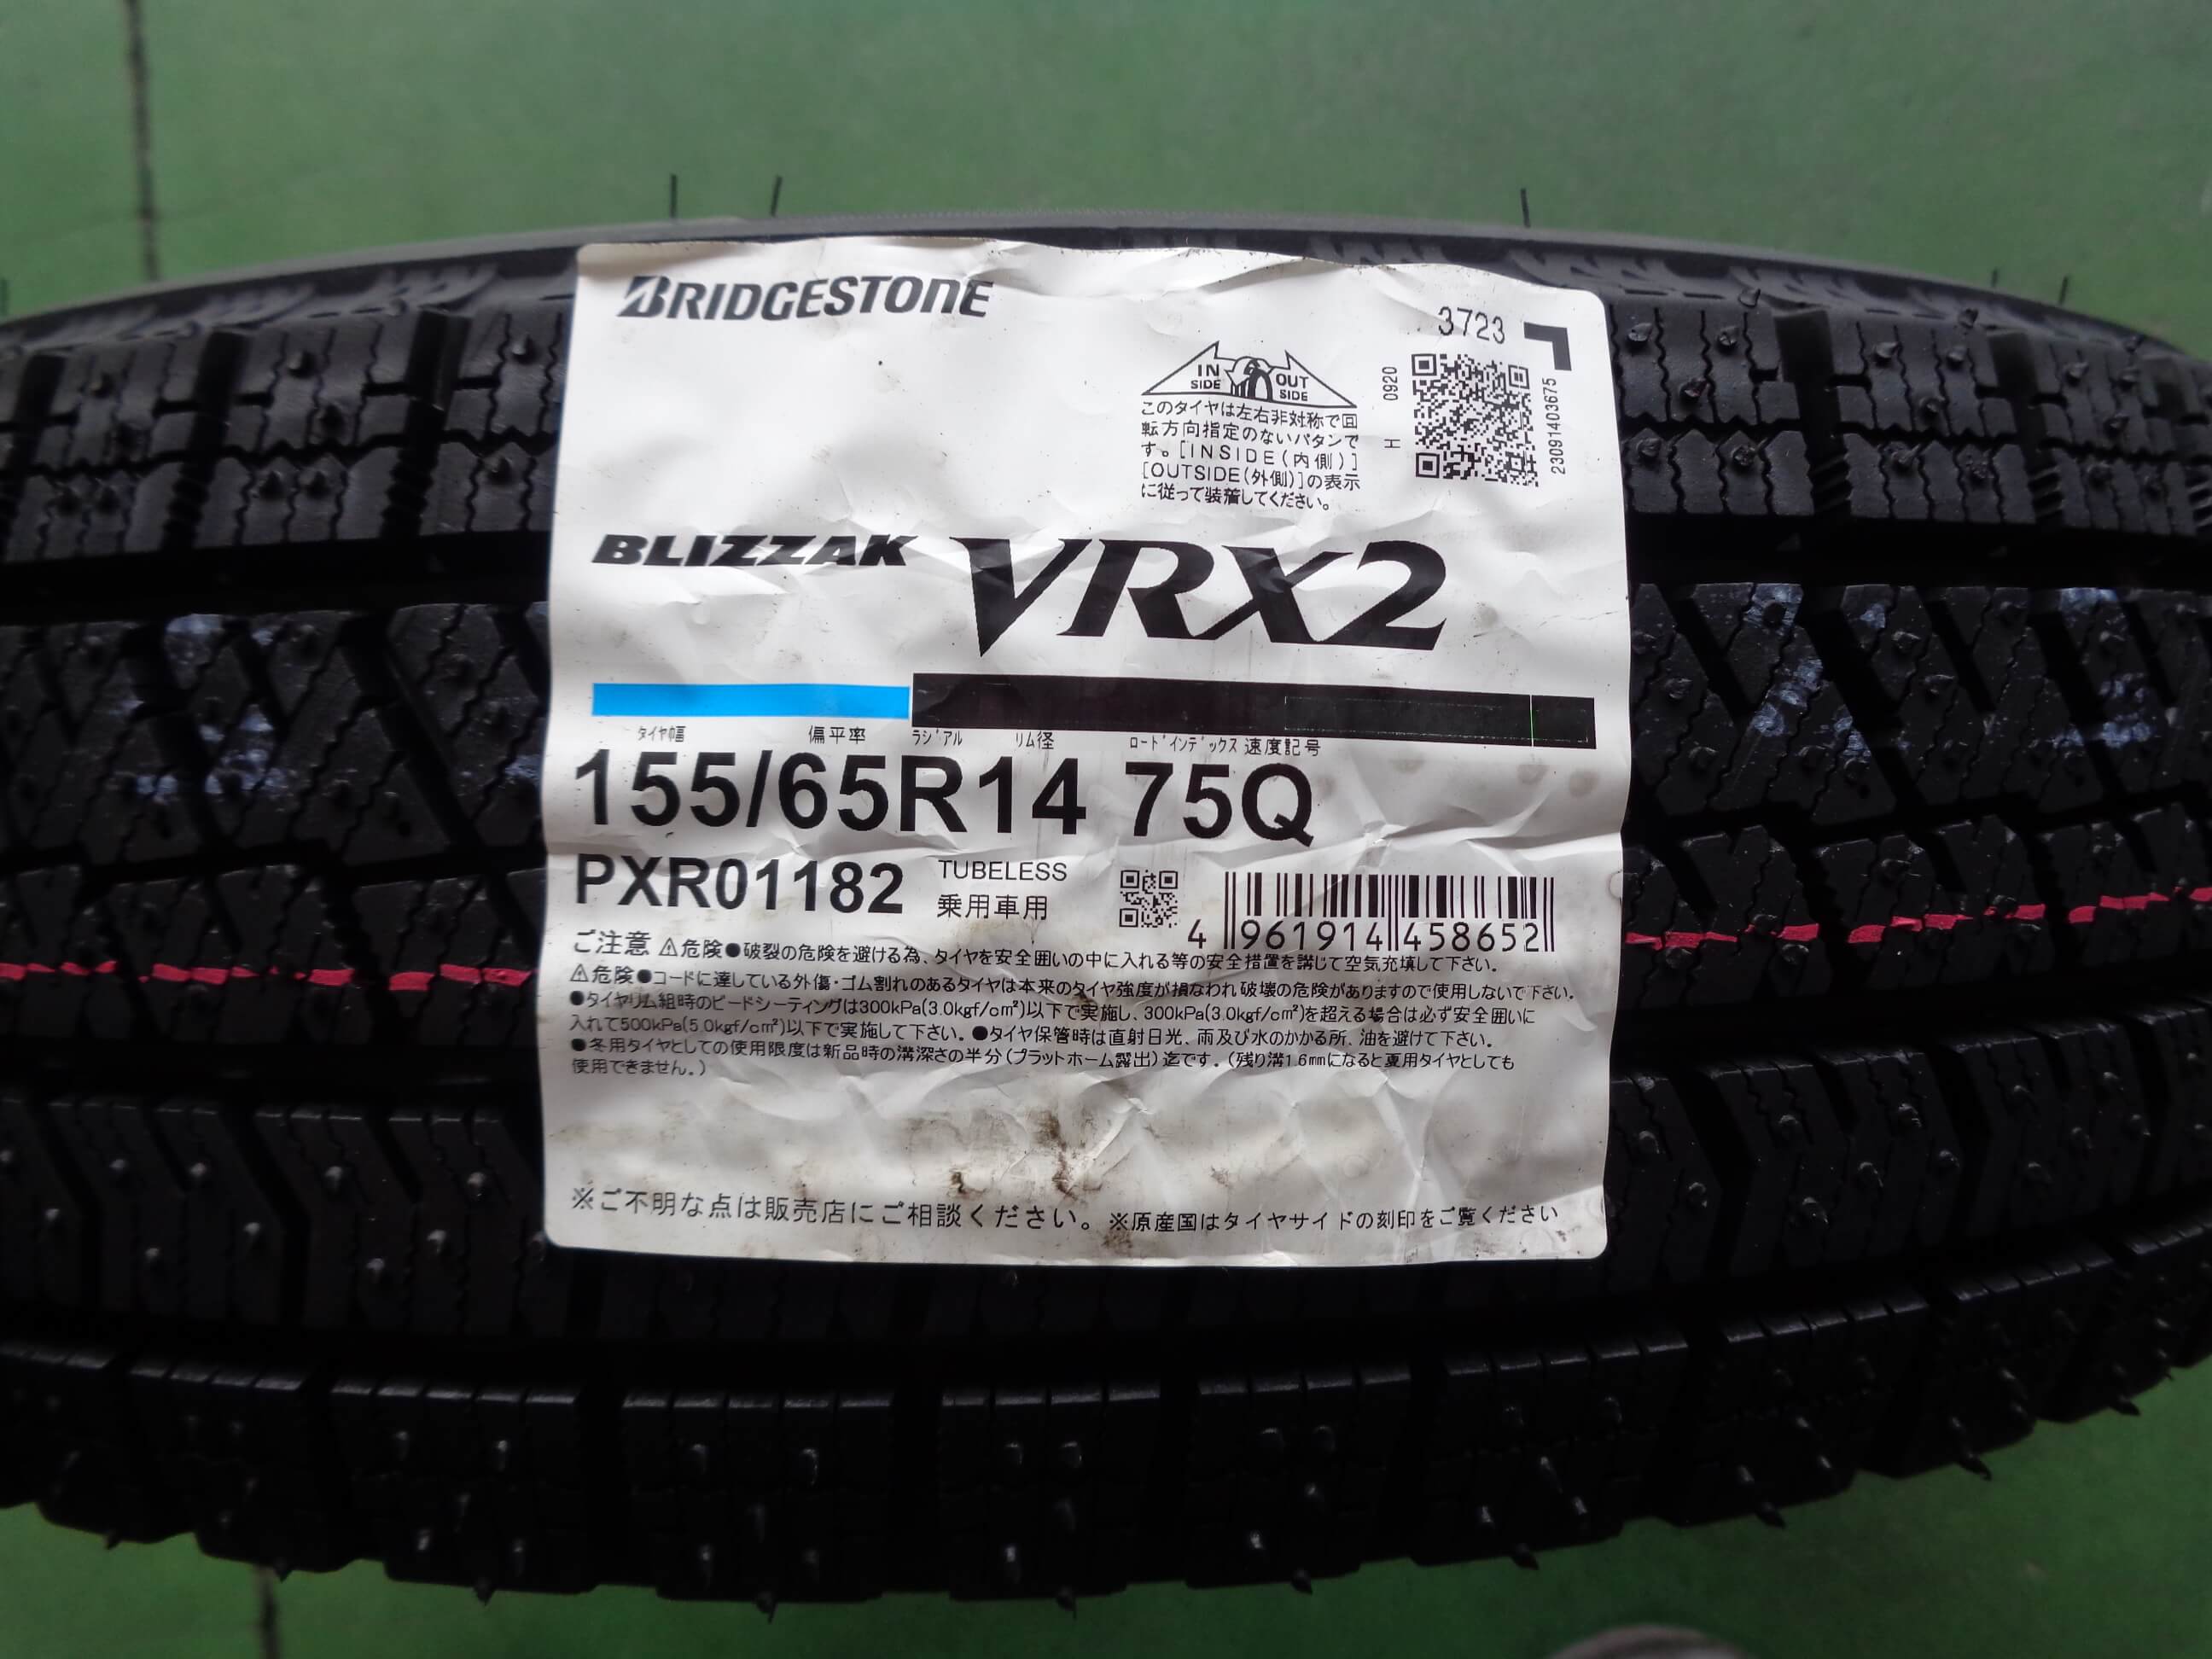 BRIDGESTONE
3723
IN SIDE OUT SIDE
このタイヤは左右非対称で回
転方向指定のないパタンで
す。[INSIDE(内側)]
[OUTSIDE(外側)]の表示
に従って装着してください。
H 0920
23091403675
BLIZZAK VRX2
タイヤ幅 偏平率 ラジアル リム径 ロードインデックス 速度記号
155/65R14 75Q
PXR01182 TUBELESS
乗用車用
4 961914 458652
ご注意 ⚠危険●破裂の危険を避ける為、タイヤを安全囲いの中に入れる等の安全措置を講じて空気充填して下さい。
⚠危険●コードに達している外傷・ゴム割れのあるタイヤは本来のタイヤ強度が損なわれ破壊の危険がありますので使用しないで下さい。
●タイヤリム組時のビードシーティングは300kPa(3.0kgf/cm²)以下で実施し、300kPa(3.0kgf/cm²)を超える場合は必ず安全囲いに
入れて500kPa(5.0kgf/cm²)以下で実施して下さい。●タイヤ保管時は直射日光、雨及び水のかかる所、油を避けて下さい。
●冬用タイヤとしての使用限度は新品時の溝深さの半分(プラットホーム露出)迄です。(残り溝1.6mmになると夏用タイヤとしても
使用できません。)
※ご不明な点は販売店にご相談ください。※原産国はタイヤサイドの刻印をご覧ください